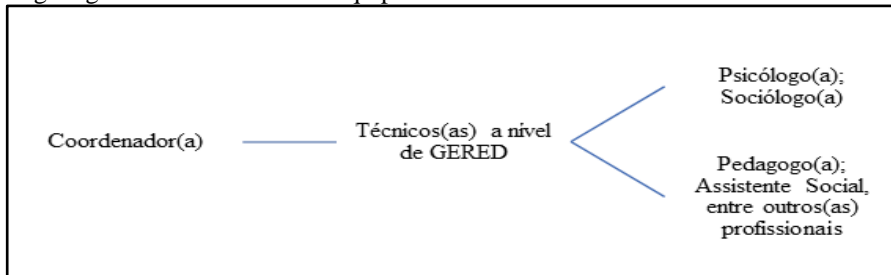 Coordenador(a)
Técnicos(as) a nível
de GERED
Psicólogo(a);
Sociólogo(a)
Pedagogo(a);
Assistente Social,
entre outros(as)
profissionais